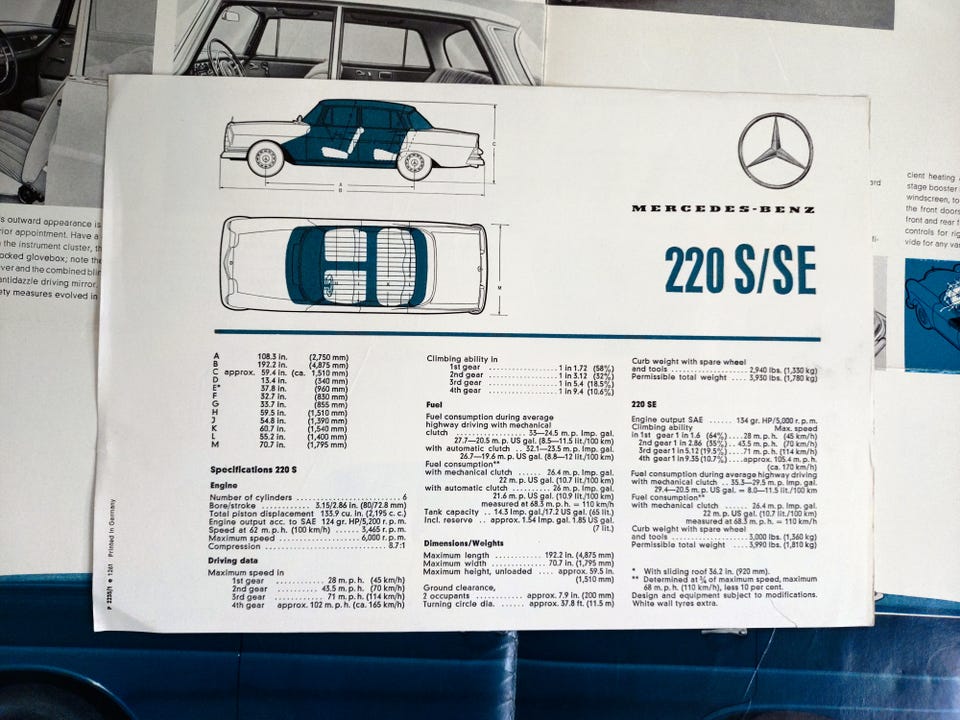 s outward appearance is
rior appointment. Have a
the instrument cluster, th
ocked glovebox; note the
ver and the combined blin
antidazzle driving mirror.
ety measures evolved in
cient heating
stage booster
windscreen, to
the front doors
front and rear f
controls for rig
vide for any va
ord
C
A
B
M
MERCEDES-BENZ
220 S/SE
A 108.3 in. (2,750 mm)
B 192.2 in. (4,875 mm)
C approx. 59.4 in. (ca. 1,510 mm)
D 13.4 in. (340 mm)
E* 37.8 in. (960 mm)
F 32.7 in. (830 mm)
G 33.7 in. (855 mm)
H 59.5 in. (1,510 mm)
J 54.8 in. (1,390 mm)
K 60.7 in. (1,540 mm)
L 55.2 in. (1,400 mm)
M 70.7 in. (1,795 mm)
Specifications 220 S
Engine
Number of cylinders ........ 6
Bore/stroke ........ 3.15/2.86 in. (80/72.8 mm)
Total piston displacement 133.9 cu. in. (2,195 c. c.)
Engine output acc. to SAE 124 gr. HP/5,200 r. p. m.
Speed at 62 m. p. h. (100 km/h) ..... 3,465 r. p. m.
Maximum speed ........ 6,000 r. p. m.
Compression ........ 8.7:1
Driving data
Maximum speed in
1st gear ........ 28 m. p. h. (45 km/h)
2nd gear ........ 43.5 m. p. h. (70 km/h)
3rd gear ........ 71 m. p. h. (114 km/h)
4th gear approx. 102 m. p. h. (ca. 165 km/h)
Climbing ability in
1st gear ........ 1 in 1.72 (58%)
2nd gear ........ 1 in 3.12 (32%)
3rd gear ........ 1 in 5.4 (18.5%)
4th gear ........ 1 in 9.4 (10.6%)
Fuel
Fuel consumption during average
highway driving with mechanical
clutch ........ 33—24.5 m. p. Imp. gal.
27.7—20.5 m. p. US gal. (8.5—11.5 lit/100 km)
with automatic clutch .. 32.1—23.5 m. p. Imp. gal.
26.7—19.6 m. p. US gal. (8.8—12 lit/100 km)
Fuel consumption**
with mechanical clutch ...... 26.4 m. p. Imp. gal.
22 m. p. US gal. (10.7 lit/100 km)
with automatic clutch ........ 26 m. p. Imp. gal.
21.6 m. p. US gal. (10.9 lit/100 km)
measured at 68.3 m. p. h. = 110 km/h
Tank capacity .. 14.3 Imp. gal./17.2 US gal. (65 lit.)
Incl. reserve .. approx. 1.54 Imp. gal. 1.85 US gal.
(7 lit.)
Dimensions/Weights
Maximum length ........ 192.2 in. (4,875 mm)
Maximum width ........ 70.7 in. (1,795 mm)
Maximum height, unloaded .... approx. 59.5 in.
(1,510 mm)
Ground clearance,
2 occupants ........ approx. 7.9 in. (200 mm)
Turning circle dia. ..... approx. 37.8 ft. (11.5 m)
Curb weight with spare wheel
and tools ........ 2,940 lbs. (1,330 kg)
Permissible total weight ..... 3,930 lbs. (1,780 kg)
220 SE
Engine output SAE ...... 134 gr. HP/5,000 r. p. m.
Climbing ability Max. speed
in 1st gear 1 in 1.6 (64%) .... 28 m. p. h. (45 km/h)
2nd gear 1 in 2.86 (35%) .. 43.5 m. p. h. (70 km/h)
3rd gear 1 in 5.12 (19.5%) ....71 m. p. h. (114 km/h)
4th gear 1 in 9.35 (10.7%) ....approx. 105.4 m. p. h.
(ca. 170 km/h)
Fuel consumption during average highway driving
with mechanical clutch .. 35.3—29.5 m. p. Imp. gal.
29.4—20.5 m. p. US gal. = 8.0—11.5 lit/100 km
Fuel consumption**
with mechanical clutch ...... 26.4 m. p. Imp. gal.
22 m. p. US gal. (10.7 lit./100 km)
measured at 68.3 m. p. h. = 110 km/h
Curb weight with spare wheel
and tools ........ 3,000 lbs. (1,360 kg)
Permissible total weight ..... 3,990 lbs. (1,810 kg)
* With sliding roof 36.2 in. (920 mm).
** Determined at ¾ of maximum speed, maximum
68 m. p. h. (110 km/h), less 10 per cent.
Design and equipment subject to modifications.
White wall tyres extra.
Printed in Germany